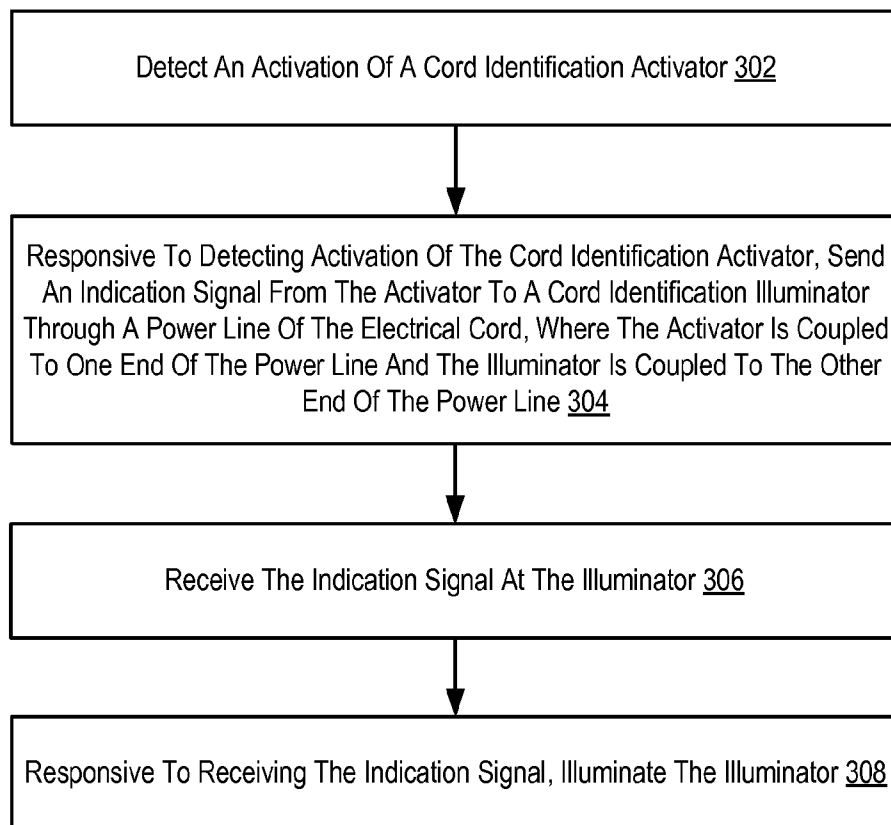 Detect An Activation Of A Cord Identification Activator 302
Responsive To Detecting Activation Of The Cord Identification Activator, Send
An Indication Signal From The Activator To A Cord Identification Illuminator
Through A Power Line Of The Electrical Cord, Where The Activator Is Coupled
To One End Of The Power Line And The Illuminator Is Coupled To The Other
End Of The Power Line 304
Receive The Indication Signal At The Illuminator 306
Responsive To Receiving The Indication Signal, Illuminate The Illuminator 308